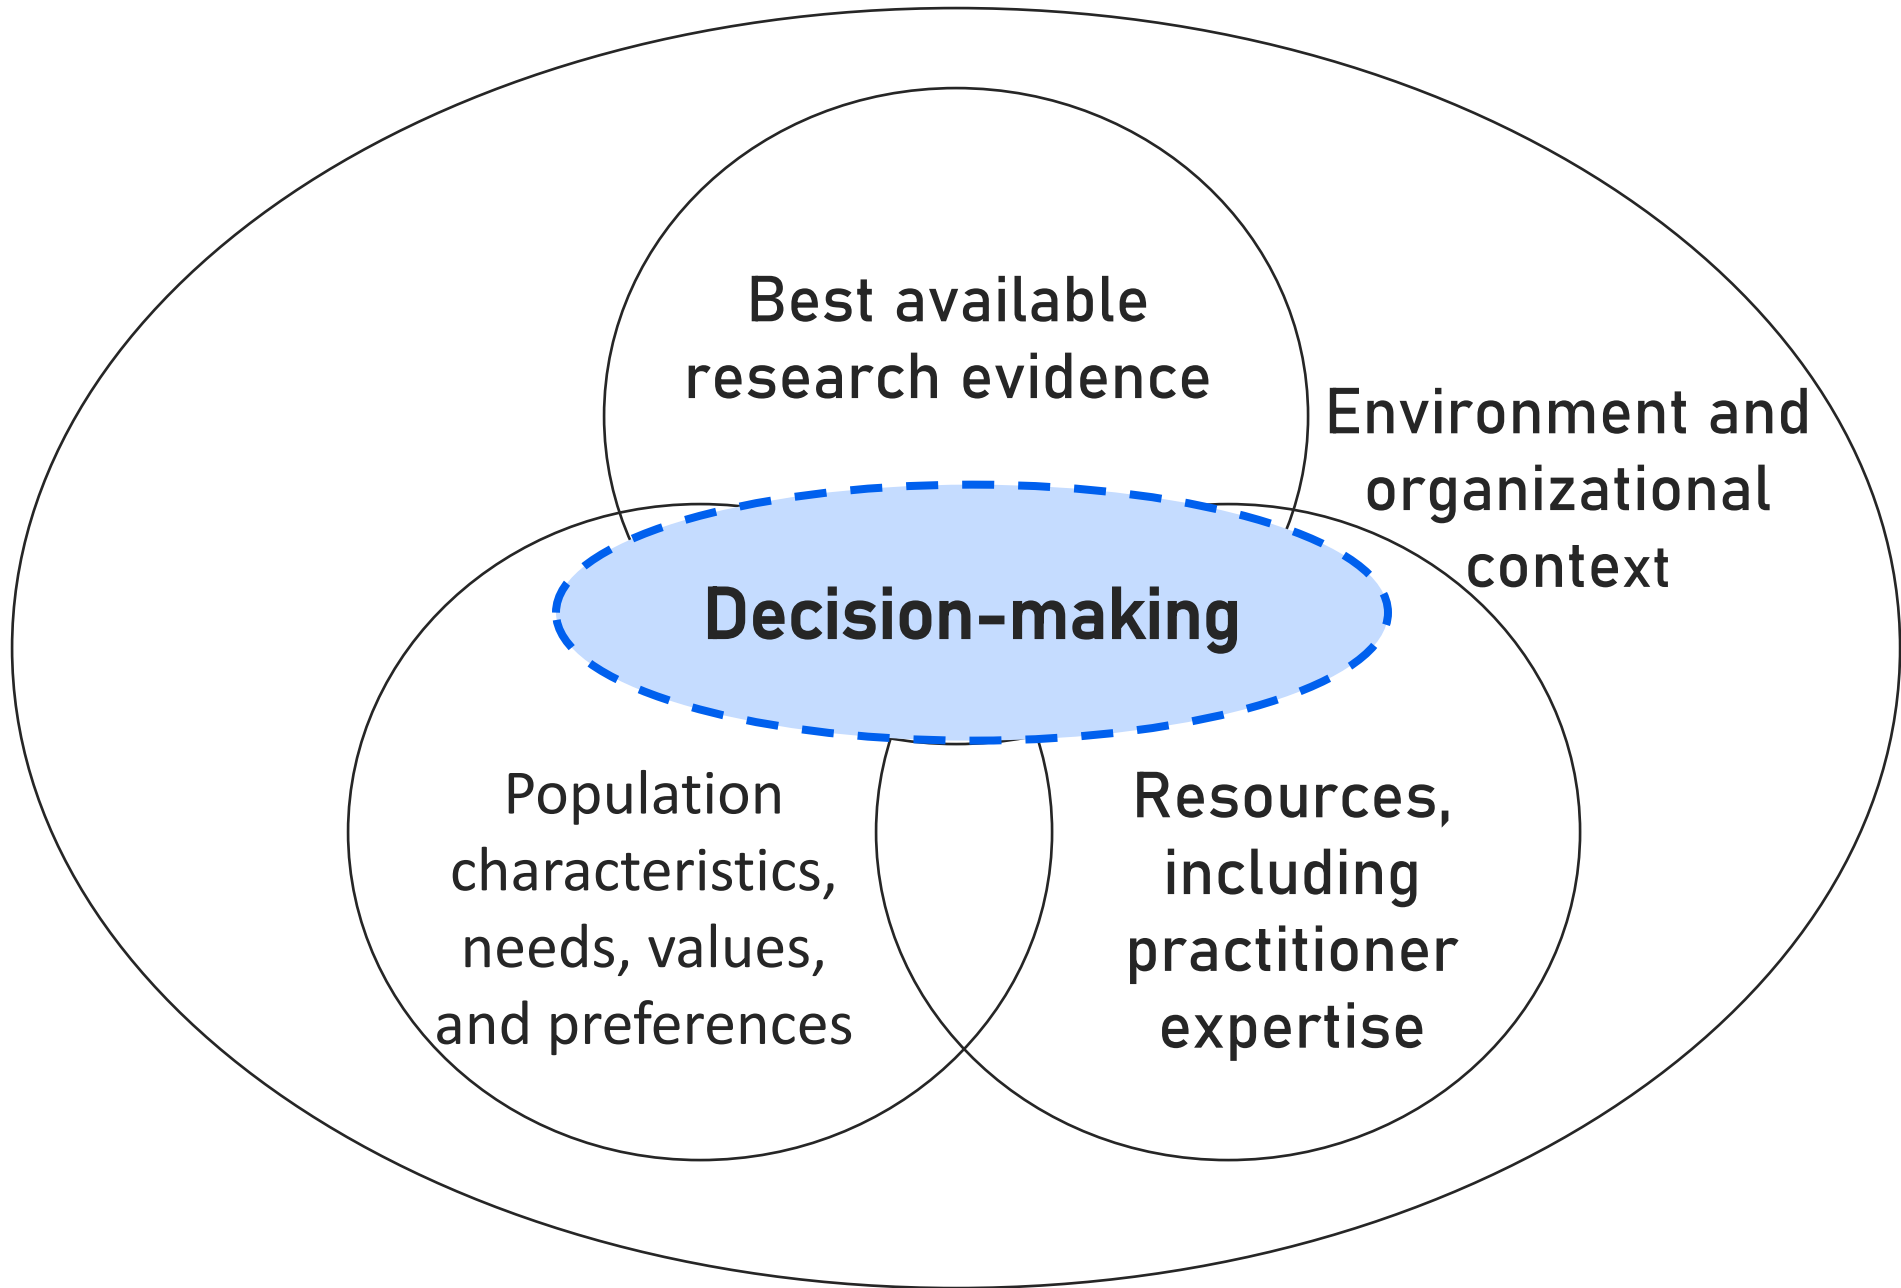 Best available
research evidence
Environment and
organizational
context
Decision-making
Population
characteristics,
needs, values,
and preferences
Resources,
including
practitioner
expertise